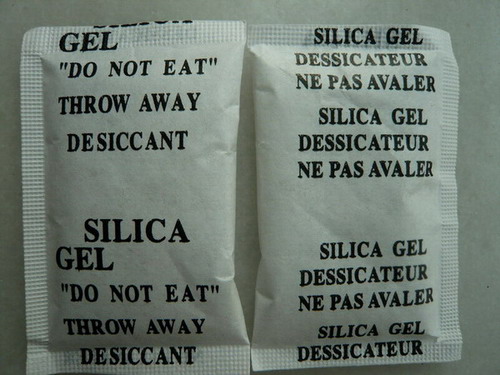 SILICA
GEL
"DO NOT EAT"
THROW AWAY
DESICCANT
SILICA
GEL
"DO NOT EAT"
THROW AWAY
DESICCANT
SILICA GEL
DESSICATEUR
NE PAS AVALER
SILICA GEL
DESSICATEUR
NE PAS AVALER
SILICA GEL
DESSICATEUR
NE PAS AVALER
SILICA GEL
DESSICATEUR